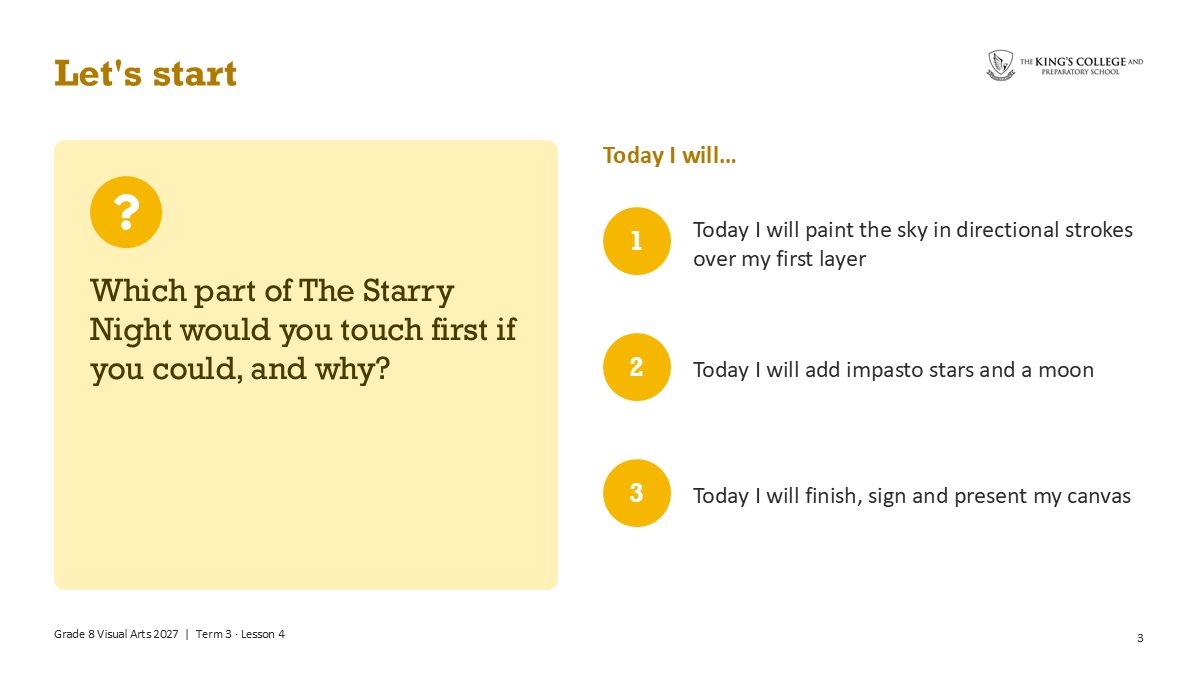 Let's start
THE KING'S COLLEGE AND
PREPARATORY SCHOOL
?
Which part of The Starry
Night would you touch first if
you could, and why?
Today I will...
1
Today I will paint the sky in directional strokes
over my first layer
2
Today I will add impasto stars and a moon
3
Today I will finish, sign and present my canvas
Grade 8 Visual Arts 2027 | Term 3 · Lesson 4
3